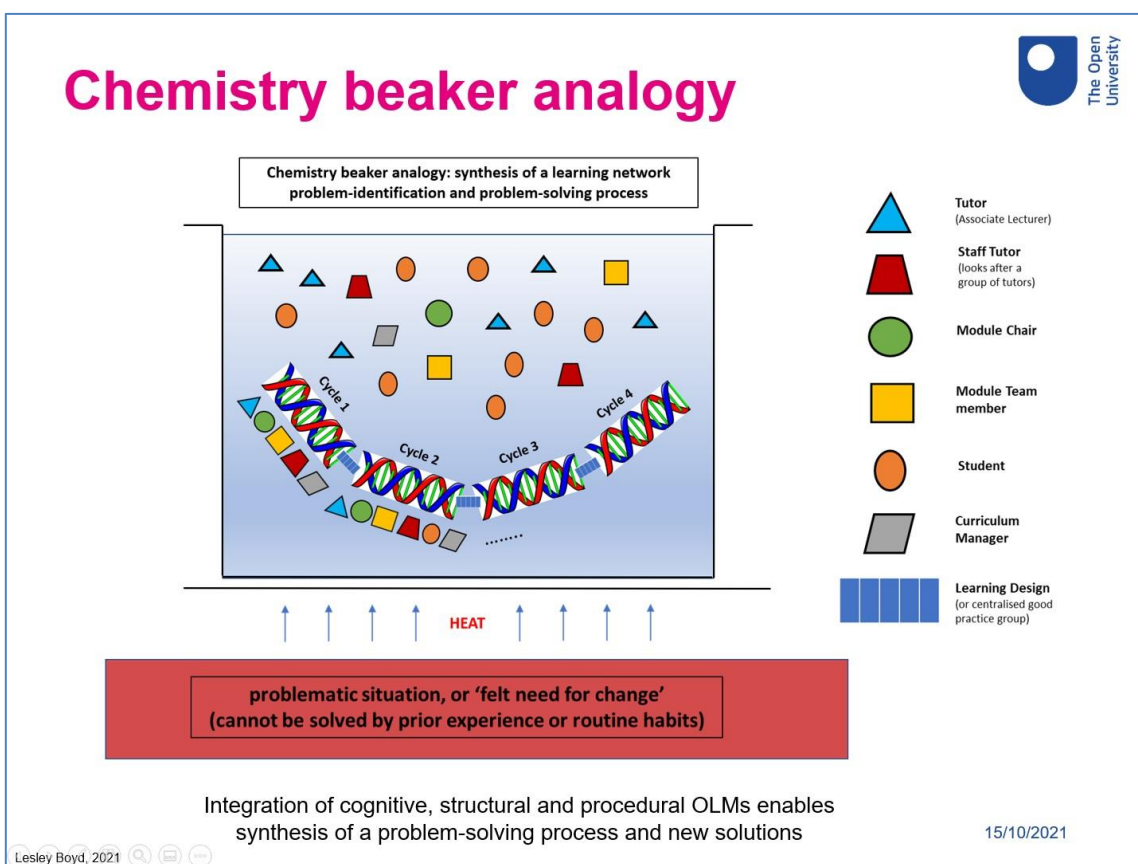 Chemistry beaker analogy
The Open
University
Chemistry beaker analogy: synthesis of a learning network
problem-identification and problem-solving process
Cycle 1
Cycle 2
Cycle 3
Cycle 4
........
Tutor
(Associate Lecturer)
Staff Tutor
(looks after a
group of tutors)
Module Chair
Module Team
member
Student
Curriculum
Manager
Learning Design
(or centralised good
practice group)
HEAT
problematic situation, or ‘felt need for change’
(cannot be solved by prior experience or routine habits)
Integration of cognitive, structural and procedural OLMs enables
synthesis of a problem-solving process and new solutions
15/10/2021
Lesley Boyd, 2021